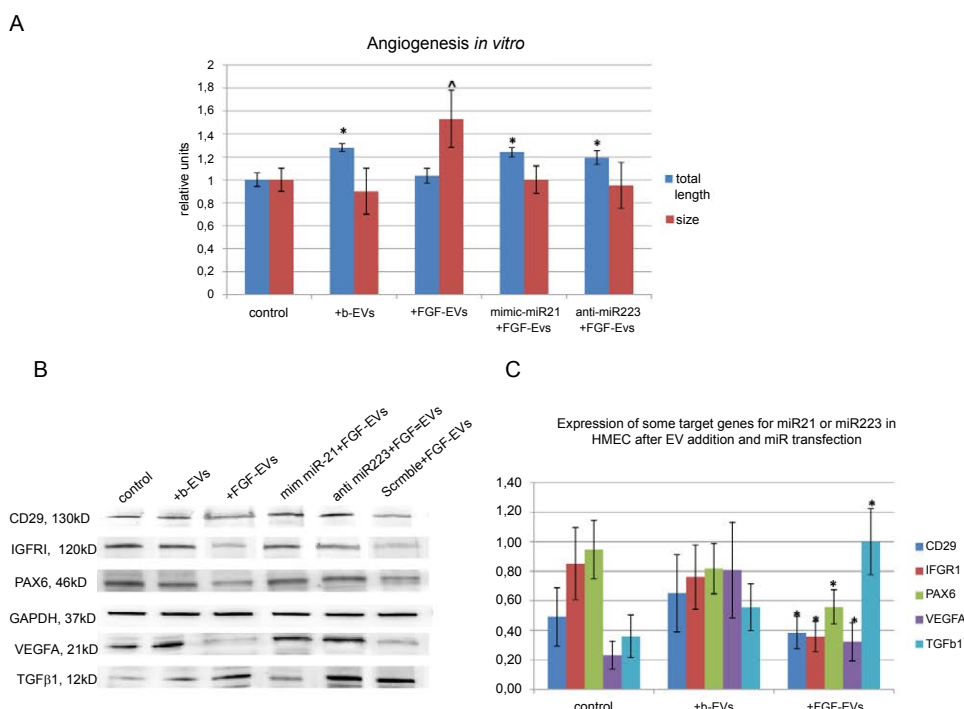 A
Angiogenesis in vitro
2
1,8
1,6
1,4
1,2
1
0,8
0,6
0,4
0,2
0
relative units
*
^
*
*
total
length
size
control
+b-EVs
+FGF-EVs
mimic-miR21
+FGF-Evs
anti-miR223
+FGF-EVs
B
control
+b-EVs
+FGF-EVs
mim miR-21+FGF-EVs
anti miR223+FGF=EVs
Scrmble+FGF-EVs
CD29, 130kD
IGFRI, 120kD
PAX6, 46kD
GAPDH, 37kD
VEGFA, 21kD
TGFβ1, 12kD
C
Expression of some target genes for miR21 or miR223 in
HMEC after EV addition and miR transfection
1,40
1,20
1,00
0,80
0,60
0,40
0,20
0,00
*
*
*
*
*
CD29
IFGR1
PAX6
VEGFA
TGFb1
control
+b-EVs
+FGF-EVs